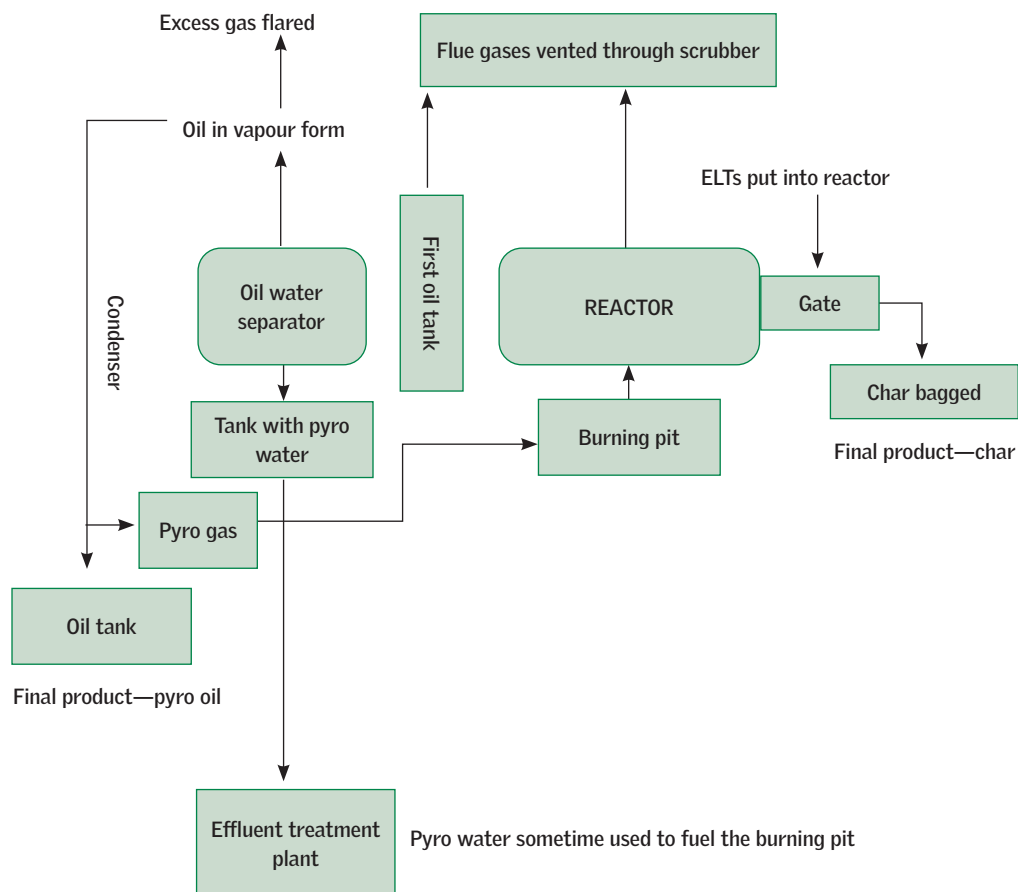 Excess gas flared
Flue gases vented through scrubber
Oil in vapour form
ELTs put into reactor
First oil tank
Oil water
separator
REACTOR
Gate
Condenser
Char bagged
Tank with pyro
water
Burning pit
Final product—char
Pyro gas
Oil tank
Final product—pyro oil
Effluent treatment
plant
Pyro water sometime used to fuel the burning pit